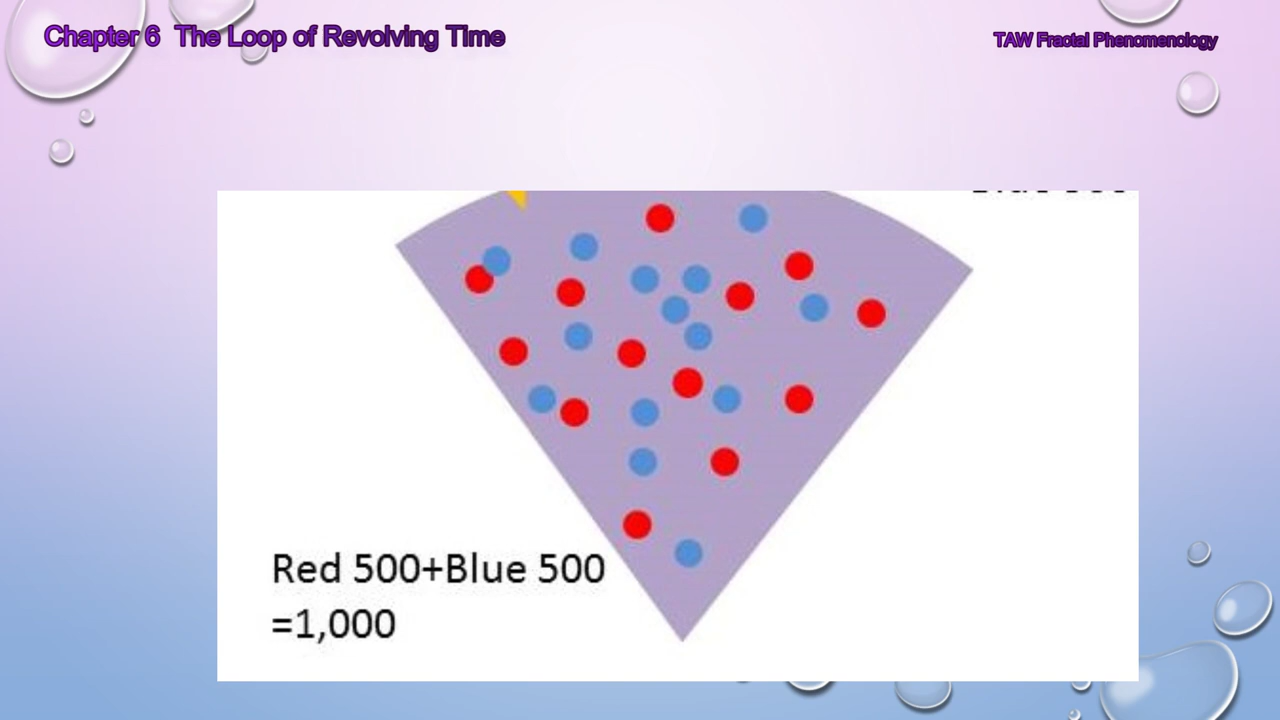 Chapter 6 The Loop of Revolving Time
TAW Fractal Phenomenology
Red 500+Blue 500
=1,000